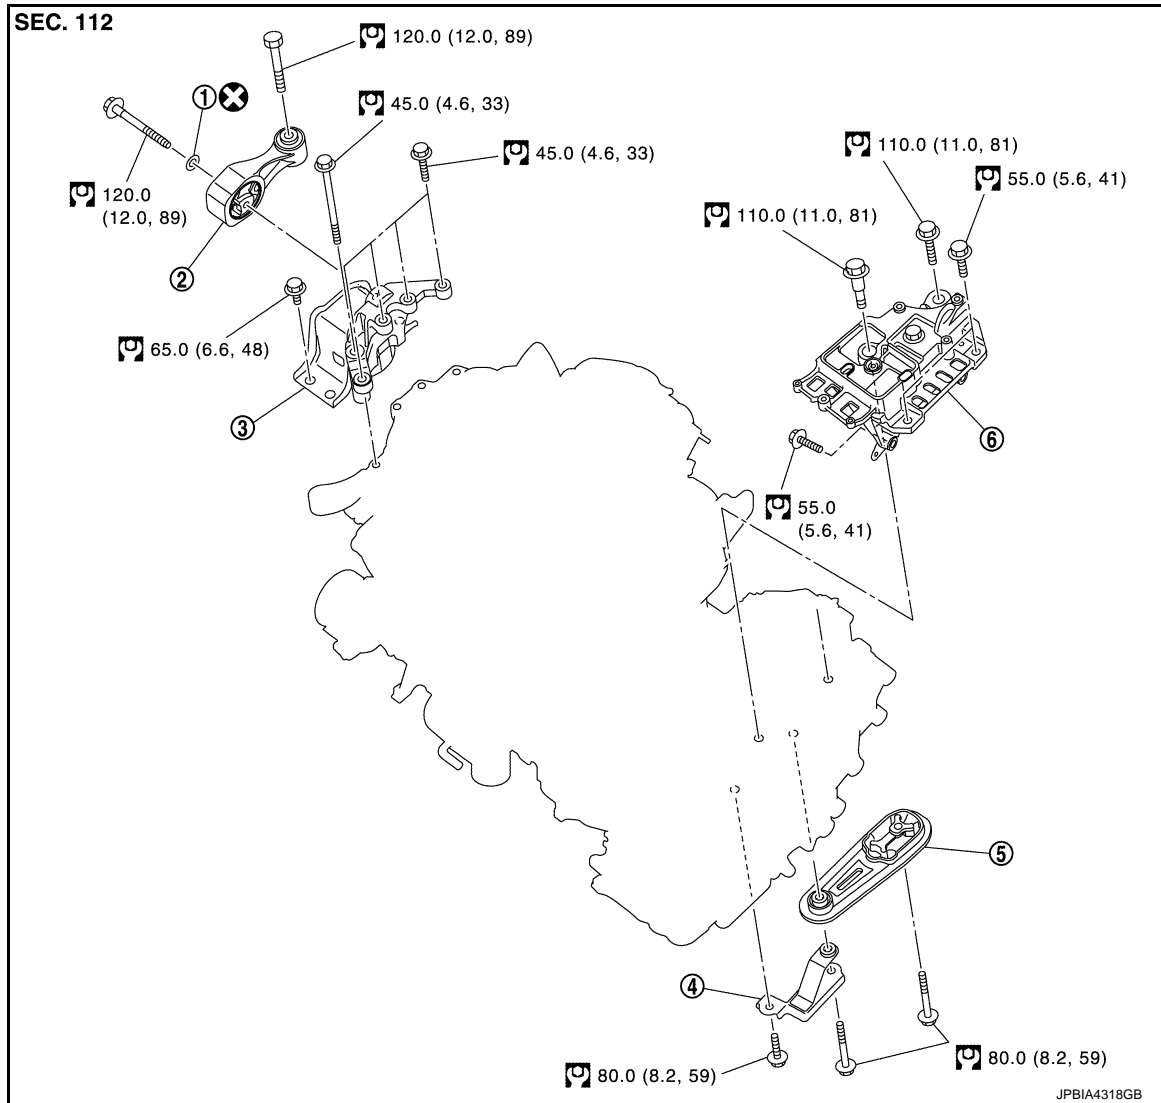 SEC. 112
120.0 (12.0, 89)
1
45.0 (4.6, 33)
45.0 (4.6, 33)
110.0 (11.0, 81)
55.0 (5.6, 41)
120.0
(12.0, 89)
110.0 (11.0, 81)
2
65.0 (6.6, 48)
3
6
55.0
(5.6, 41)
5
4
80.0 (8.2, 59)
80.0 (8.2, 59)
JPBIA4318GB